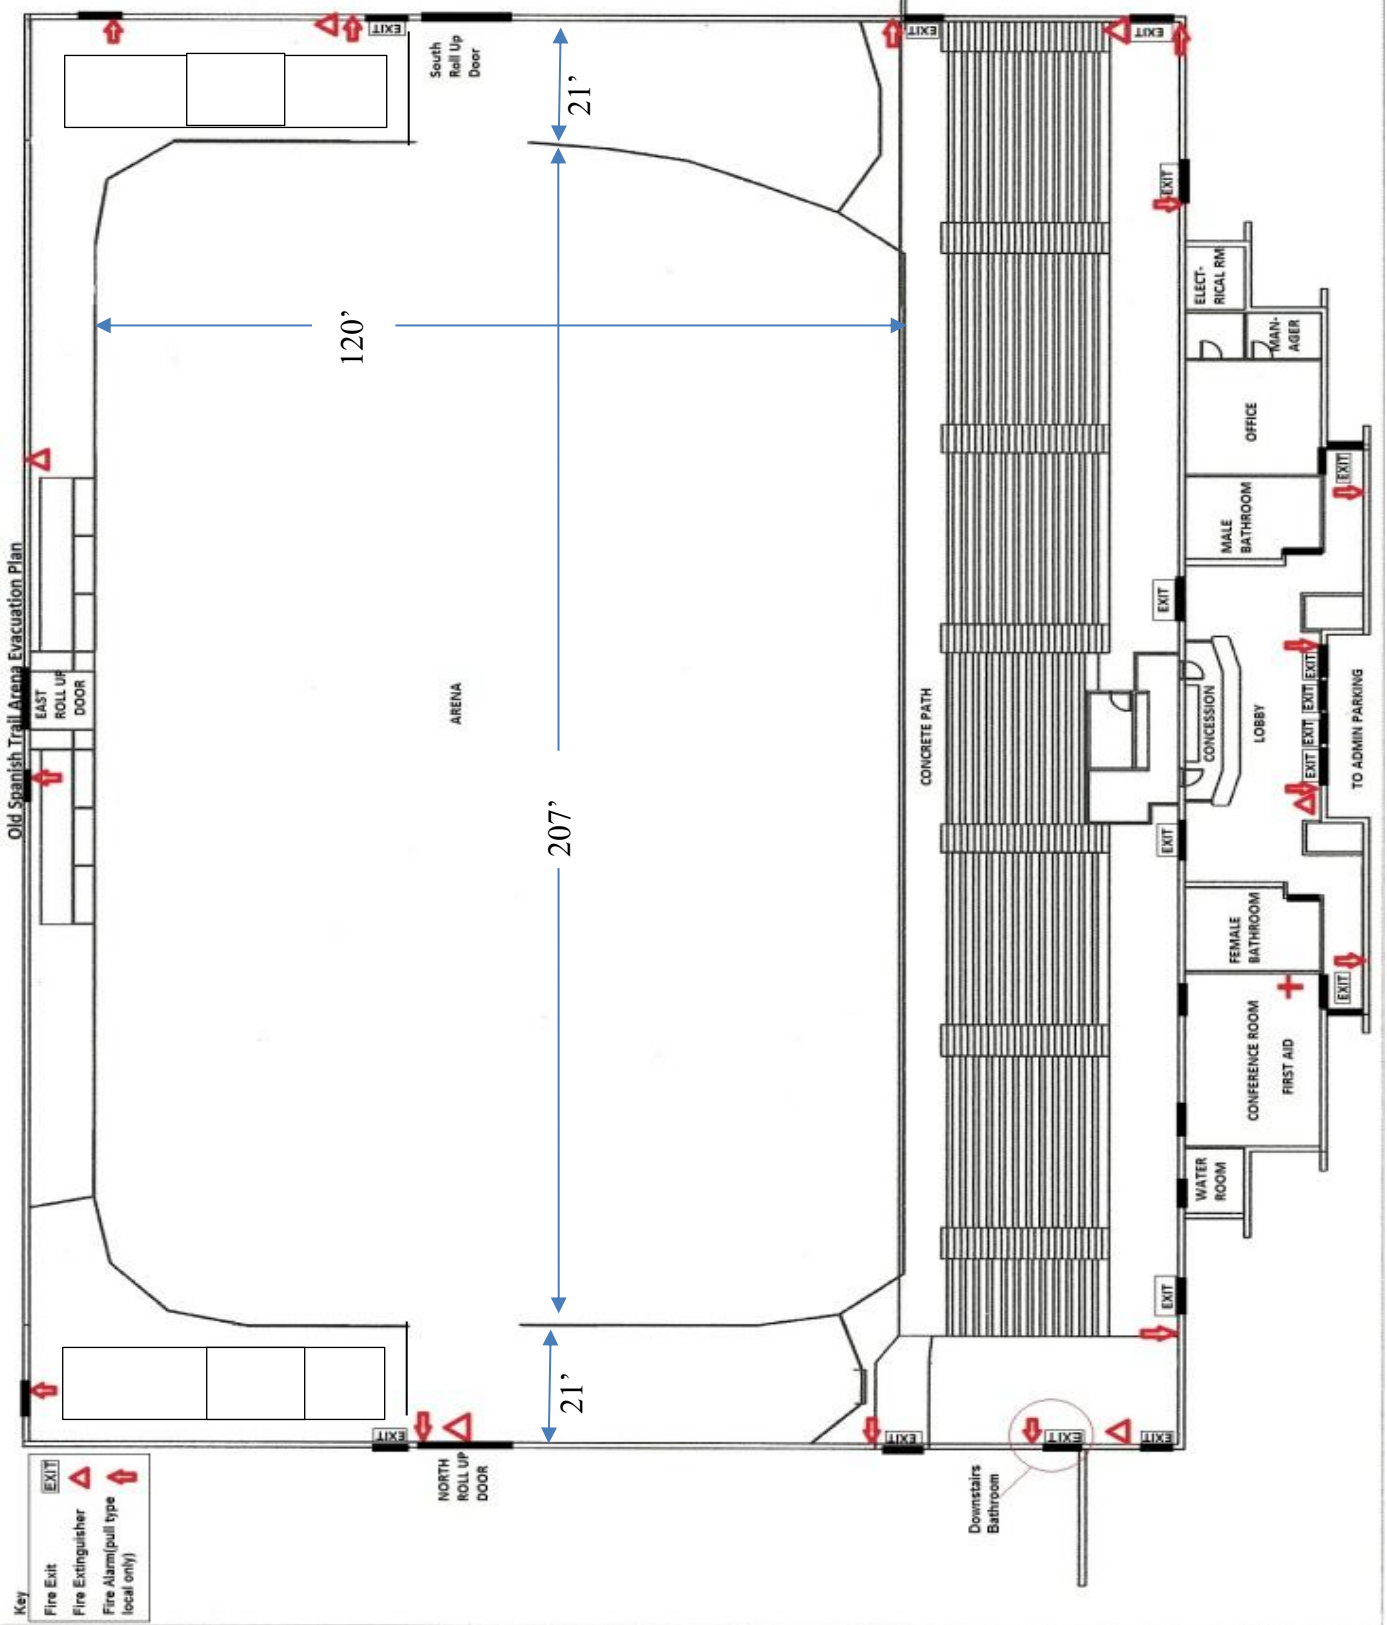 Old Spanish Trail Arena Evacuation Plan
EXIT
South
Roll Up
Door
21’
EXIT
EXIT
EXIT
120’
ELECT-
RICAL RM
MAN-
AGER
OFFICE
EXIT
MALE
BATHROOM
EXIT
EAST
ROLL UP
DOOR
ARENA
207’
CONCRETE PATH
CONCESSION
LOBBY
EXIT
EXIT
EXIT
EXIT
TO ADMIN PARKING
EXIT
FEMALE
BATHROOM
EXIT
CONFERENCE ROOM
FIRST AID
WATER
ROOM
EXIT
21’
EXIT
EXIT
EXIT
EXIT
NORTH
ROLL UP
DOOR
Downstairs
Bathroom
Key
Fire Exit EXIT
Fire Extinguisher
Fire Alarm(pull type
local only)